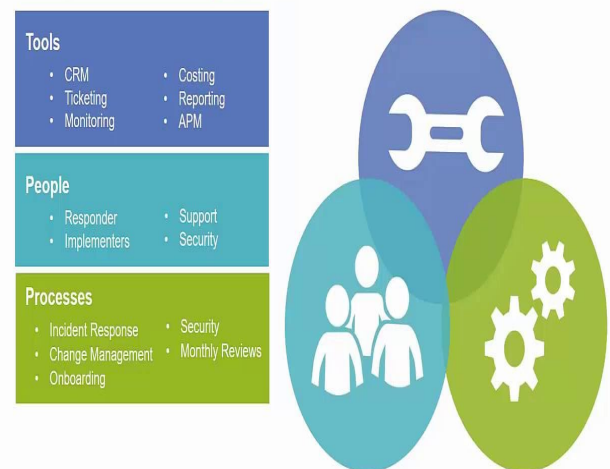 Tools
• CRM
• Ticketing
• Monitoring
• Costing
• Reporting
• APM
People
• Responder
• Implementers
• Support
• Security
Processes
• Incident Response
• Change Management
• Onboarding
• Security
• Monthly Reviews